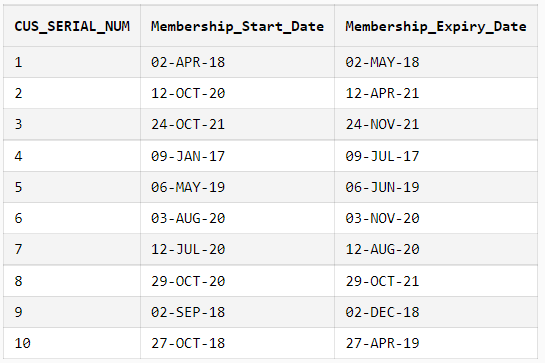 CUS_SERIAL_NUM Membership_Start_Date Membership_Expiry_Date
1 02-APR-18 02-MAY-18
2 12-OCT-20 12-APR-21
3 24-OCT-21 24-NOV-21
4 09-JAN-17 09-JUL-17
5 06-MAY-19 06-JUN-19
6 03-AUG-20 03-NOV-20
7 12-JUL-20 12-AUG-20
8 29-OCT-20 29-OCT-21
9 02-SEP-18 02-DEC-18
10 27-OCT-18 27-APR-19